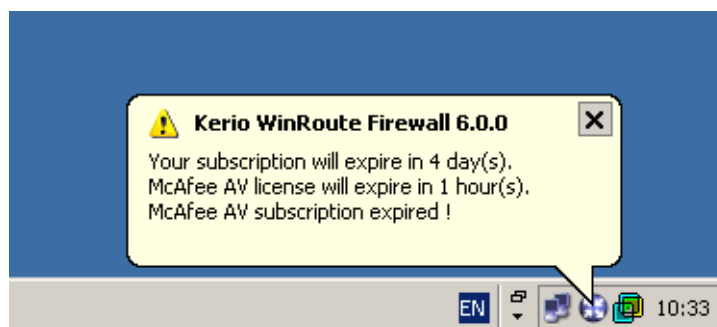 Kerio WinRoute Firewall 6.0.0
Your subscription will expire in 4 day(s).
McAfee AV license will expire in 1 hour(s).
McAfee AV subscription expired !
EN 10:33